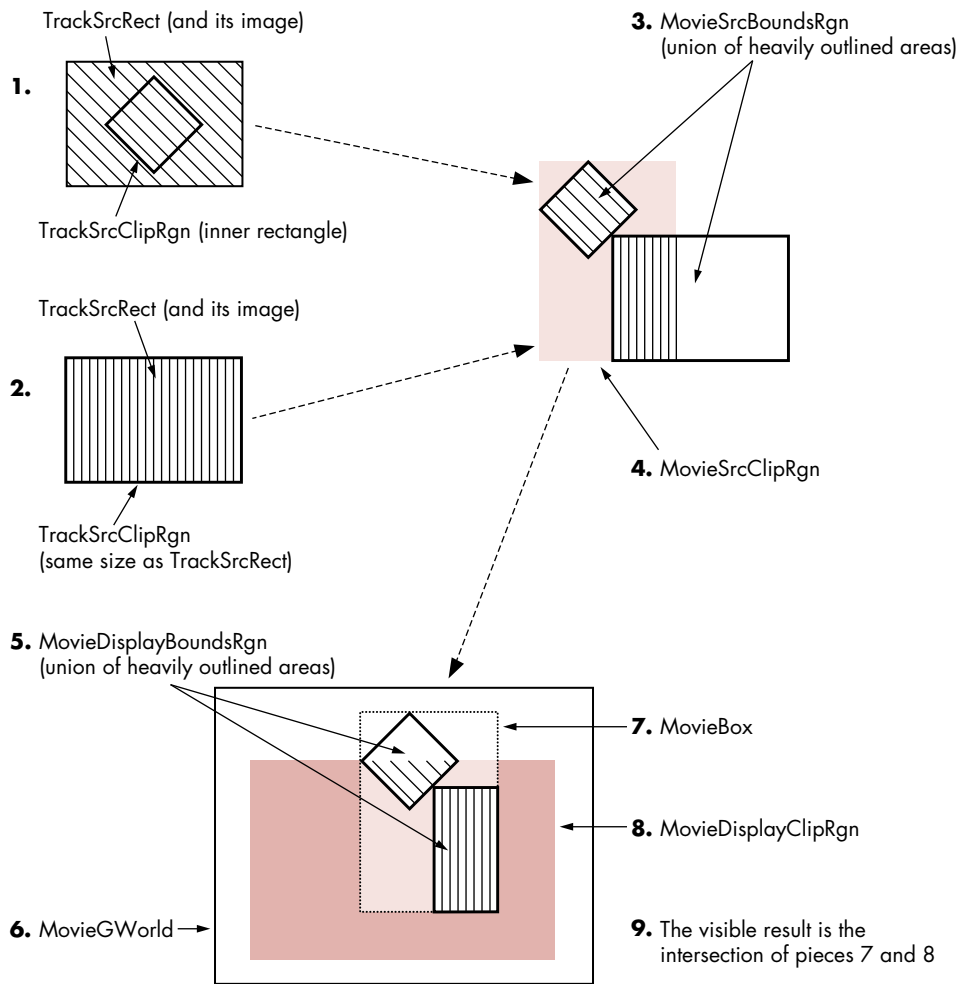 TrackSrcRect (and its image)
1.
TrackSrcClipRgn (inner rectangle)
TrackSrcRect (and its image)
2.
TrackSrcClipRgn
(same size as TrackSrcRect)
3. MovieSrcBoundsRgn
(union of heavily outlined areas)
4. MovieSrcClipRgn
5. MovieDisplayBoundsRgn
(union of heavily outlined areas)
6. MovieGWorld
7. MovieBox
8. MovieDisplayClipRgn
9. The visible result is the
intersection of pieces 7 and 8